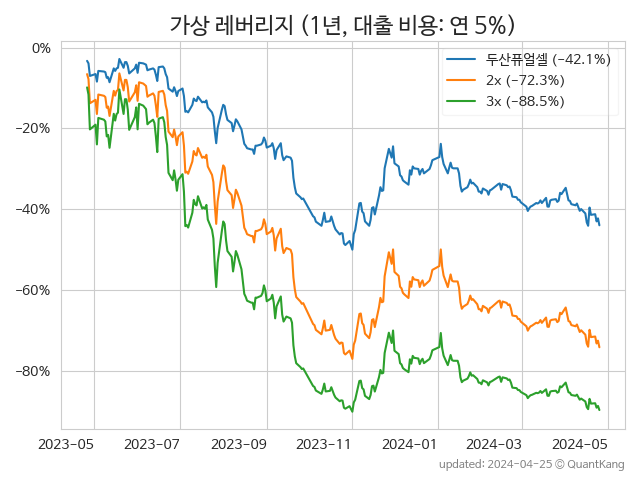 가상 레버리지 (1년, 대출 비용: 연 5%)
두산퓨얼셀 (−42.1%)
2x (−72.3%)
3x (−88.5%)
0%
−20%
−40%
−60%
−80%
2023-05 2023-07 2023-09 2023-11 2024-01 2024-03 2024-05
updated: 2024-04-25 © QuantKang